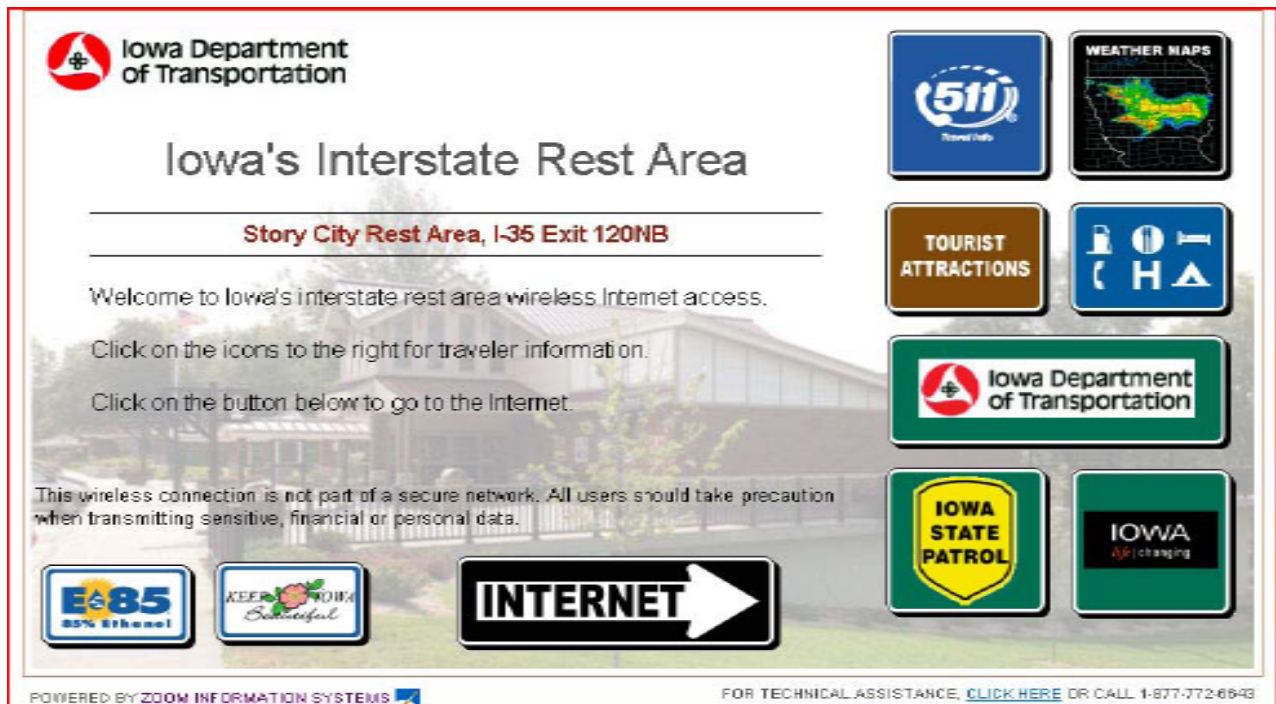 Iowa Department
of Transportation
Iowa's Interstate Rest Area
Story City Rest Area, I-35 Exit 120NB
Welcome to Iowa's interstate rest area wireless Internet access.
Click on the icons to the right for traveler information.
Click on the button below to go to the Internet.
This wireless connection is not part of a secure network. All users should take precaution
when transmitting sensitive, financial or personal data.
E85
85% Ethanol
KEEP IOWA
Beautiful
INTERNET
511
Travel Info
WEATHER MAPS
TOURIST
ATTRACTIONS
H
Iowa Department
of Transportation
IOWA
STATE
PATROL
IOWA
life|changing
POWERED BY ZOOM INFORMATION SYSTEMS
FOR TECHNICAL ASSISTANCE, CLICK HERE OR CALL 1-877-772-6643